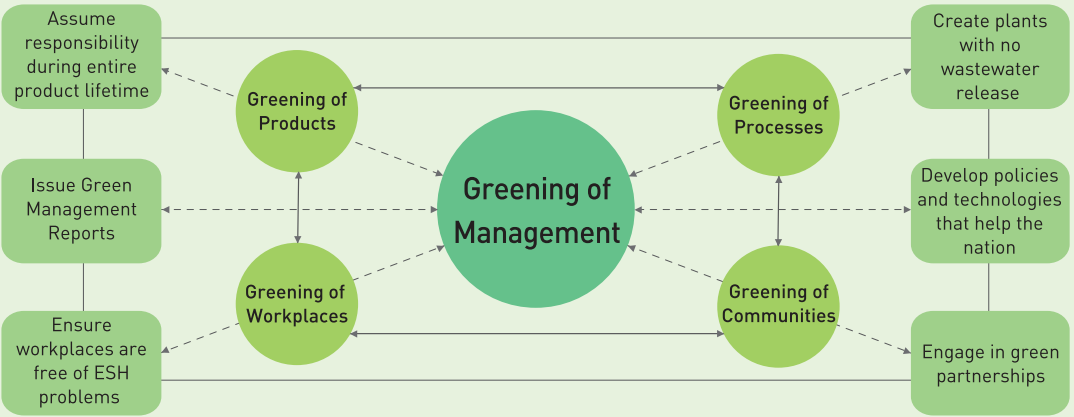 Assume
responsibility
during entire
product lifetime
Greening of
Products
Greening of
Processes
Create plants
with no
wastewater
release
Issue Green
Management
Reports
Greening of
Management
Develop policies
and technologies
that help the
nation
Ensure
workplaces are
free of ESH
problems
Greening of
Workplaces
Greening of
Communities
Engage in green
partnerships